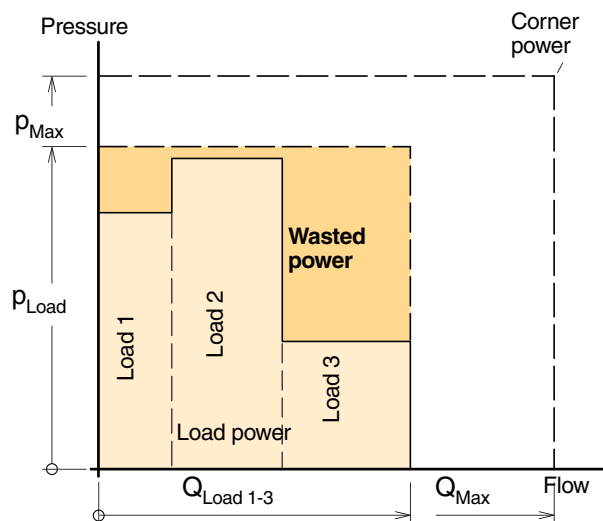 Pressure
Corner
power
pMax
pLoad
Wasted
power
Load 1
Load 2
Load 3
Load power
QLoad 1-3
QMax
Flow